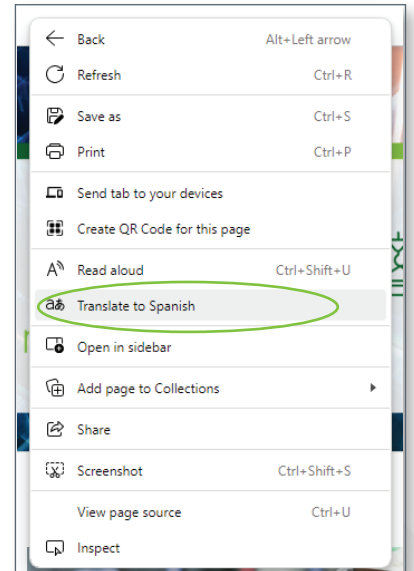 Back Alt+Left arrow
Refresh Ctrl+R
Save as Ctrl+S
Print Ctrl+P
Send tab to your devices
Create QR Code for this page
Read aloud Ctrl+Shift+U
Translate to Spanish
Open in sidebar
Add page to Collections
Share
Screenshot Ctrl+Shift+S
View page source Ctrl+U
Inspect